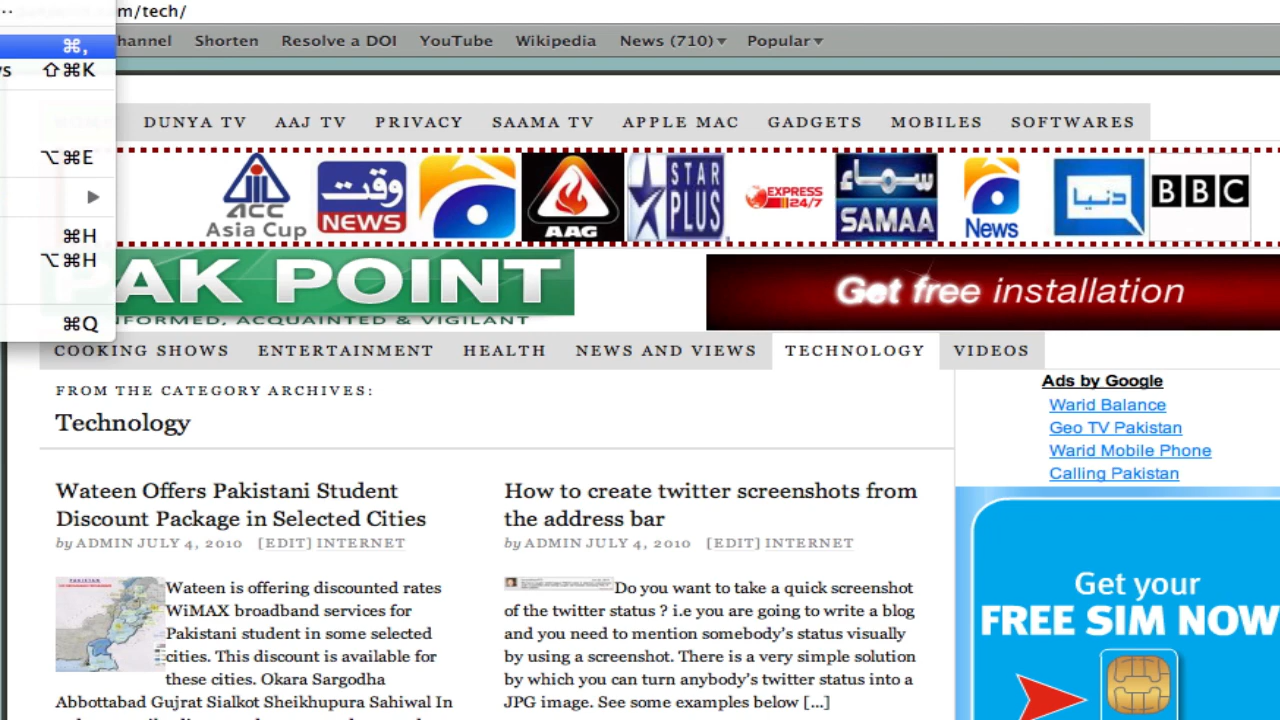 m/tech/
⌘,
hannel Shorten Resolve a DOI YouTube Wikipedia News (710) Popular
s ⇧⌘K
DUNYA TV AAJ TV PRIVACY SAAMA TV APPLE MAC GADGETS MOBILES SOFTWARES
⌥⌘E
ACC
Asia Cup
وقت
NEWS
AAG
STAR
PLUS
EXPRESS
24/7
سماء
SAMAA
News
دنیا
BBC
⌘H
⌥⌘H
⌘Q
PAK POINT
NFORMED, ACQUAINTED & VIGILANT
Get free installation
COOKING SHOWS ENTERTAINMENT HEALTH NEWS AND VIEWS TECHNOLOGY VIDEOS
FROM THE CATEGORY ARCHIVES:
Technology
Wateen Offers Pakistani Student
Discount Package in Selected Cities
by ADMIN JULY 4, 2010 [EDIT] INTERNET
Wateen is offering discounted rates
WiMAX broadband services for
Pakistani student in some selected
cities. This discount is available for
these cities. Okara Sargodha
Abbottabad Gujrat Sialkot Sheikhupura Sahiwal In
How to create twitter screenshots from
the address bar
by ADMIN JULY 4, 2010 [EDIT] INTERNET
Do you want to take a quick screenshot
of the twitter status ? i.e you are going to write a blog
and you need to mention somebody's status visually
by using a screenshot. There is a very simple solution
by which you can turn anybody's twitter status into a
JPG image. See some examples below [...]
Ads by Google
Warid Balance
Geo TV Pakistan
Warid Mobile Phone
Calling Pakistan
Get your
FREE SIM NOW